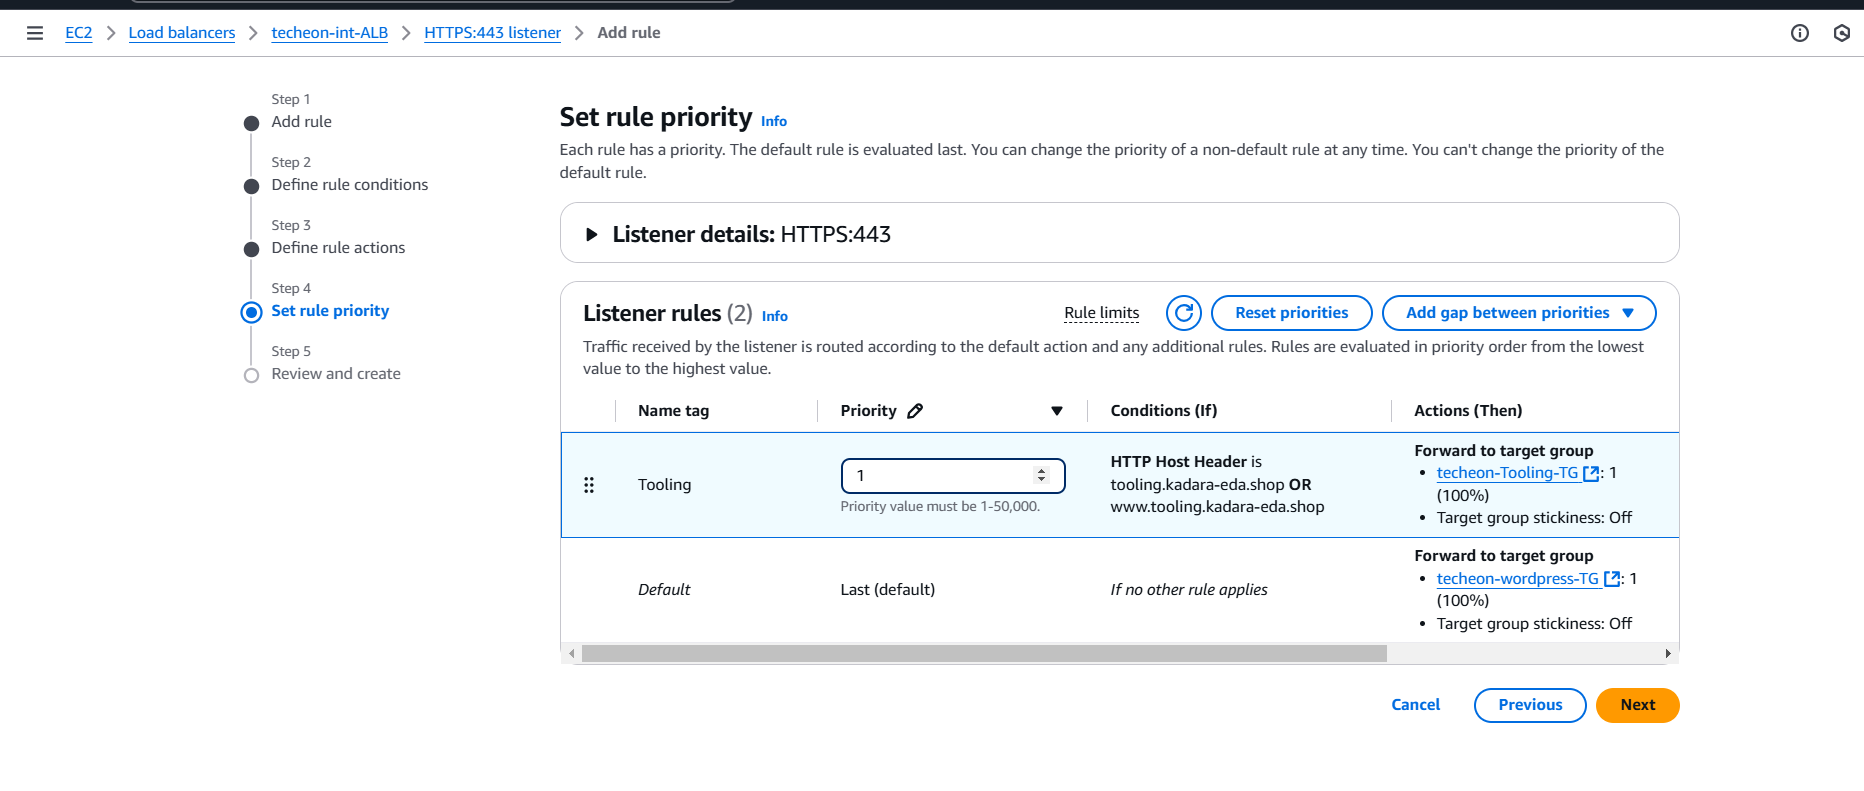 EC2 > Load balancers > techeon-int-ALB > HTTPS:443 listener > Add rule
Step 1
Add rule
Step 2
Define rule conditions
Step 3
Define rule actions
Step 4
Set rule priority
Step 5
Review and create
Set rule priority Info
Each rule has a priority. The default rule is evaluated last. You can change the priority of a non-default rule at any time. You can't change the priority of the
default rule.
Listener details: HTTPS:443
Listener rules (2) Info
Rule limits
Reset priorities
Add gap between priorities
Traffic received by the listener is routed according to the default action and any additional rules. Rules are evaluated in priority order from the lowest
value to the highest value.
Name tag
Priority
Conditions (If)
Actions (Then)
Tooling
1
Priority value must be 1-50,000.
HTTP Host Header is
tooling.kadara-eda.shop OR
www.tooling.kadara-eda.shop
Forward to target group
• techeon-Tooling-TG: 1
(100%)
• Target group stickiness: Off
Default
Last (default)
If no other rule applies
Forward to target group
• techeon-wordpress-TG: 1
(100%)
• Target group stickiness: Off
Cancel
Previous
Next